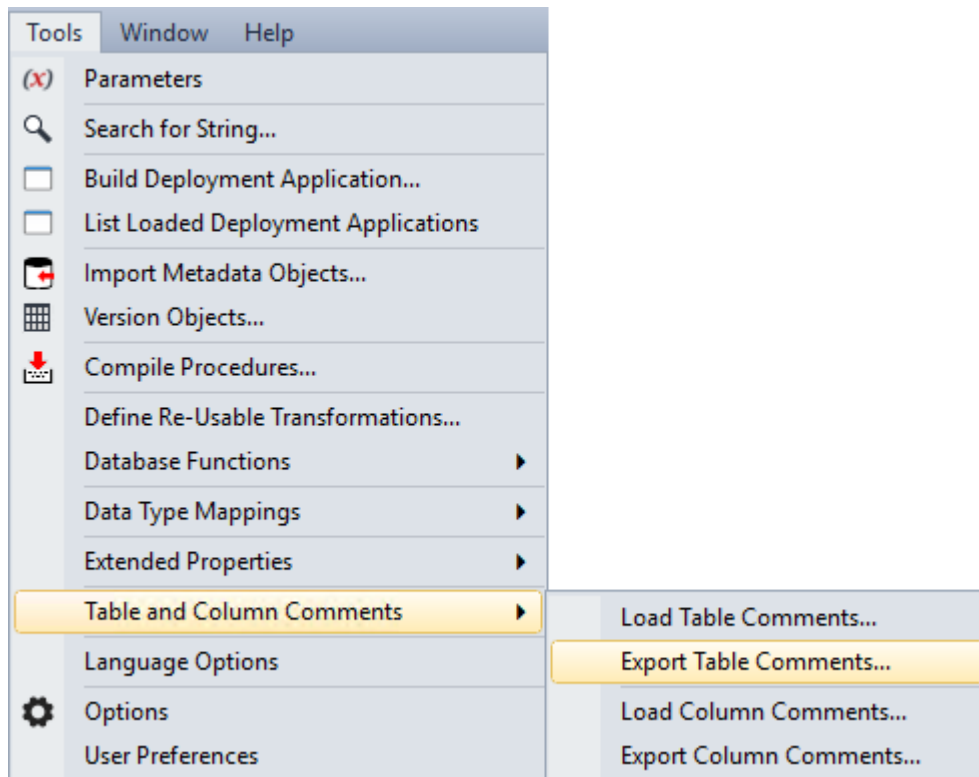 Tools Window Help
(x) Parameters
Search for String...
Build Deployment Application...
List Loaded Deployment Applications
Import Metadata Objects...
Version Objects...
Compile Procedures...
Define Re-Usable Transformations...
Database Functions
Data Type Mappings
Extended Properties
Table and Column Comments
Load Table Comments...
Export Table Comments...
Load Column Comments...
Export Column Comments...
Language Options
Options
User Preferences